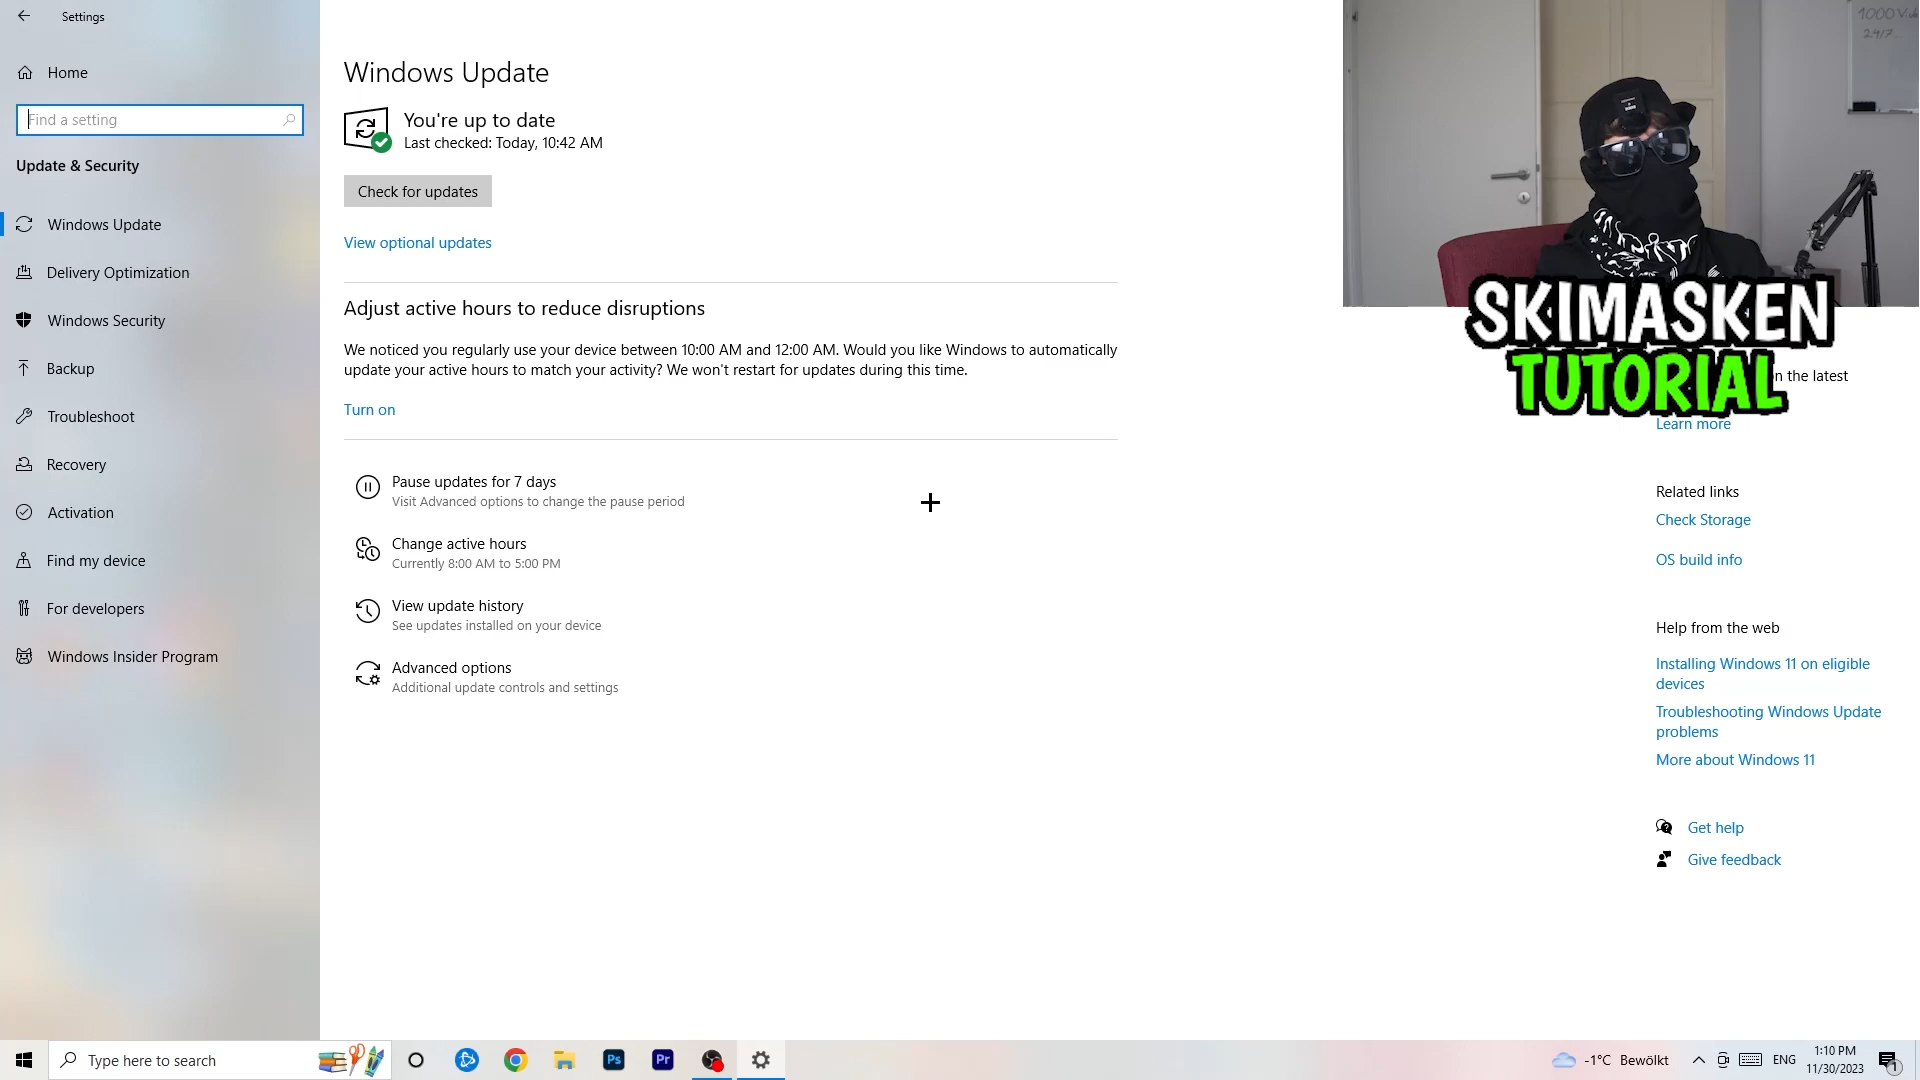 Settings
Home
Find a setting
Update & Security
Windows Update
Delivery Optimization
Windows Security
Backup
Troubleshoot
Recovery
Activation
Find my device
For developers
Windows Insider Program
Windows Update
You're up to date
Last checked: Today, 10:42 AM
Check for updates
View optional updates
Adjust active hours to reduce disruptions
We noticed you regularly use your device between 10:00 AM and 12:00 AM. Would you like Windows to automatically
update your active hours to match your activity? We won't restart for updates during this time.
Turn on
Pause updates for 7 days
Visit Advanced options to change the pause period
Change active hours
Currently 8:00 AM to 5:00 PM
View update history
See updates installed on your device
Advanced options
Additional update controls and settings
24/7
SKIMASKEN
TUTORIAL
n the latest
Learn more
Related links
Check Storage
OS build info
Help from the web
Installing Windows 11 on eligible
devices
Troubleshooting Windows Update
problems
More about Windows 11
Get help
Give feedback
Type here to search
Ps
Pr
-1°C Bewölkt
ENG
1:10 PM
11/30/2023
1